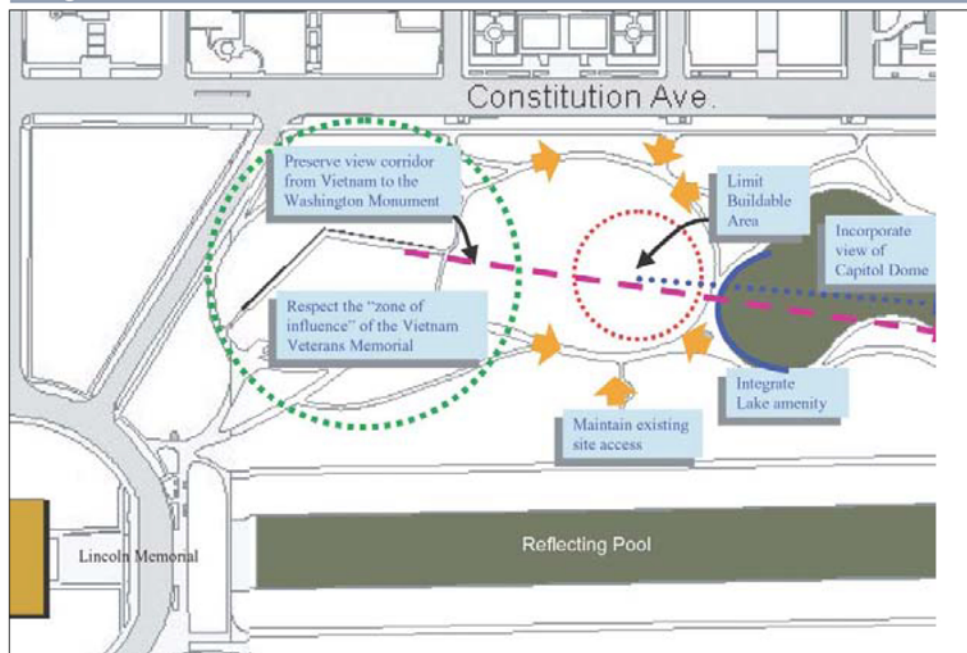 Constitution Ave.
Preserve view corridor
from Vietnam to the
Washington Monument
Limit
Buildable
Area
Incorporate
view of
Capitol Dome
Respect the “zone of
influence” of the Vietnam
Veterans Memorial
Integrate
Lake amenity
Maintain existing
site access
Lincoln Memorial
Reflecting Pool